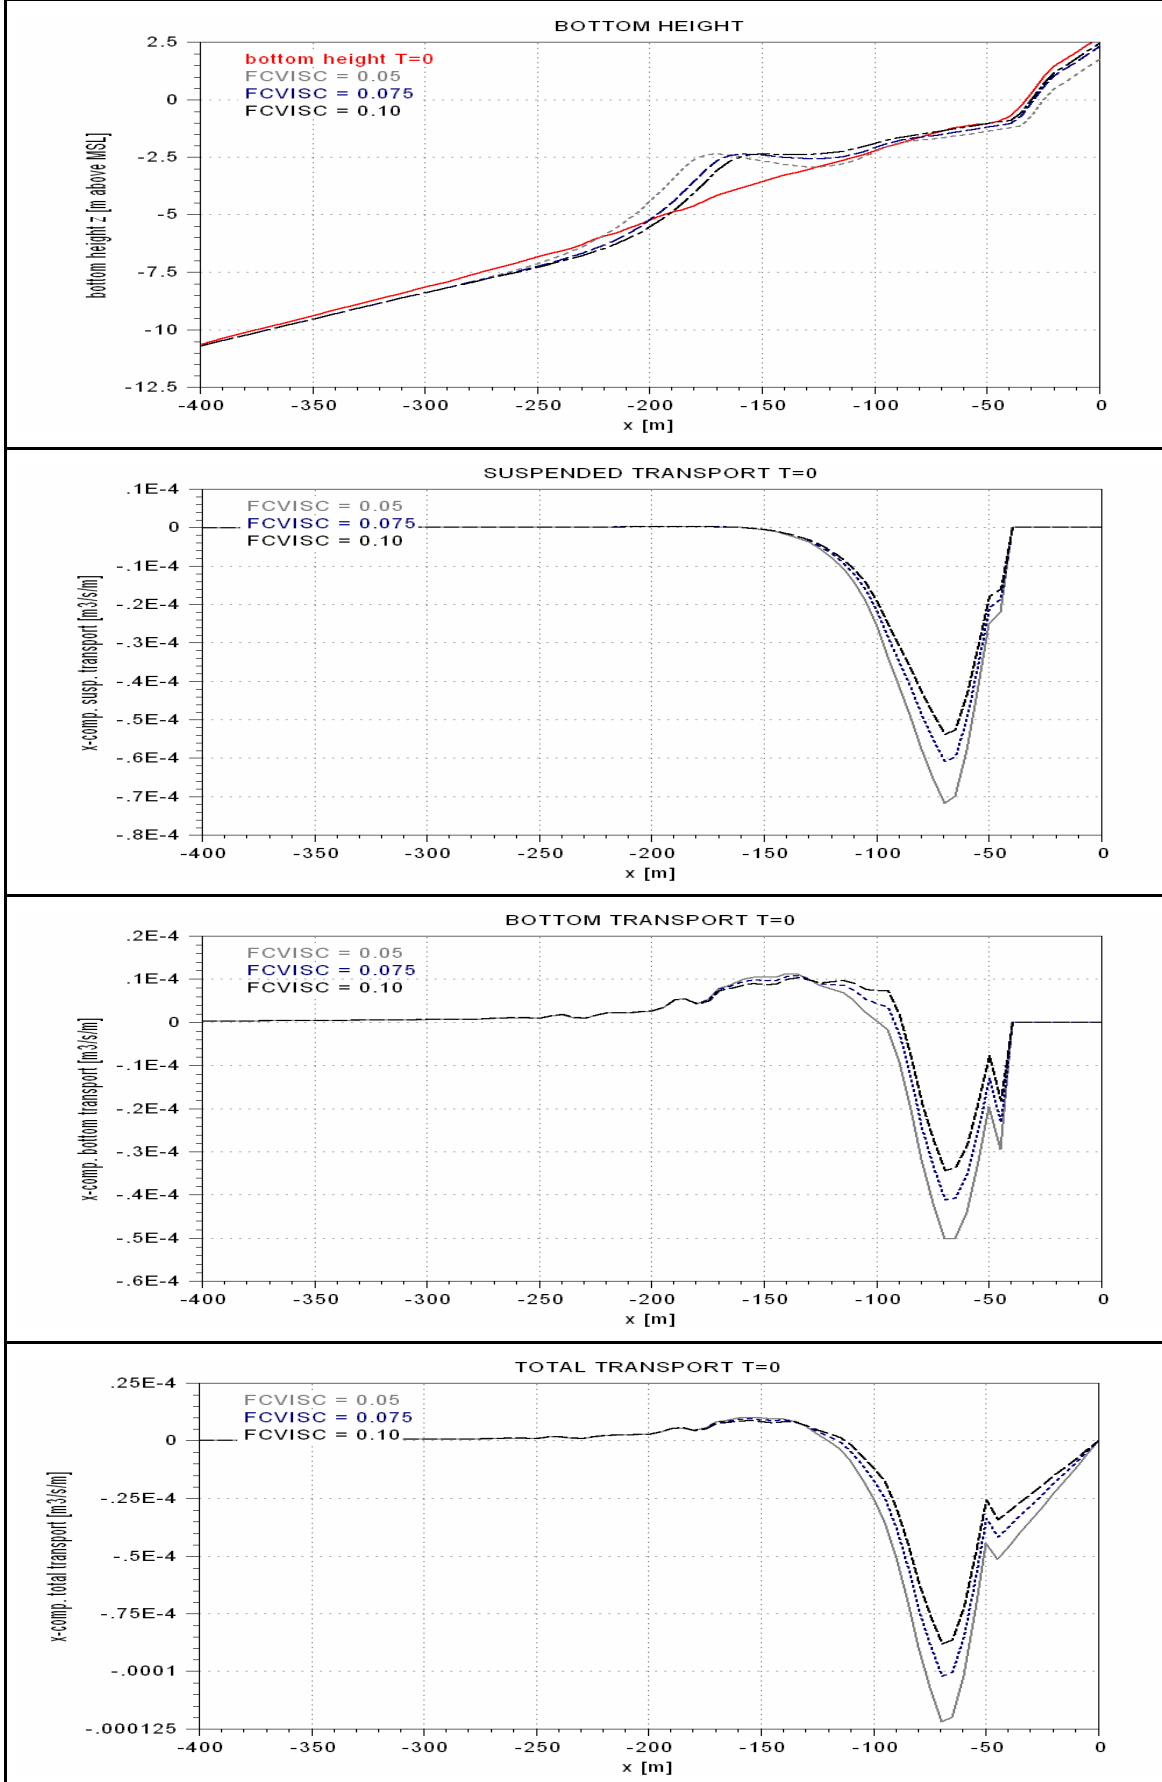 BOTTOM HEIGHT
bottom height T=0
FCVISC = 0.05
FCVISC = 0.075
FCVISC = 0.10
bottom height z [m above MSL]
2.5
0
-2.5
-5
-7.5
-10
-12.5
-400 -350 -300 -250 -200 -150 -100 -50 0
x [m]
SUSPENDED TRANSPORT T=0
FCVISC = 0.05
FCVISC = 0.075
FCVISC = 0.10
x-comp. susp. transport [m3/s/m]
.1E-4
0
-.1E-4
-.2E-4
-.3E-4
-.4E-4
-.5E-4
-.6E-4
-.7E-4
-.8E-4
-400 -350 -300 -250 -200 -150 -100 -50 0
x [m]
BOTTOM TRANSPORT T=0
FCVISC = 0.05
FCVISC = 0.075
FCVISC = 0.10
x-comp. bottom transport [m3/s/m]
.2E-4
.1E-4
0
-.1E-4
-.2E-4
-.3E-4
-.4E-4
-.5E-4
-.6E-4
-400 -350 -300 -250 -200 -150 -100 -50 0
x [m]
TOTAL TRANSPORT T=0
FCVISC = 0.05
FCVISC = 0.075
FCVISC = 0.10
x-comp. total transport [m3/s/m]
.25E-4
0
-.25E-4
-.5E-4
-.75E-4
-.0001
-.000125
-400 -350 -300 -250 -200 -150 -100 -50 0
x [m]